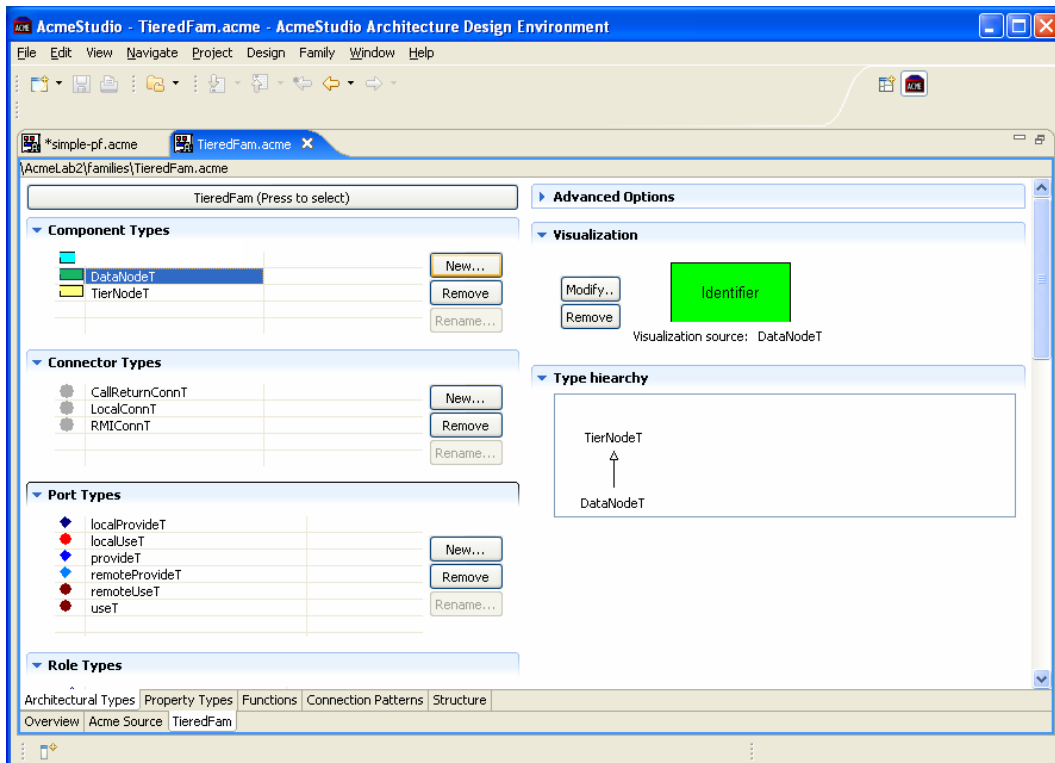 AcmeStudio - TieredFam.acme - AcmeStudio Architecture Design Environment
File Edit View Navigate Project Design Family Window Help
ACME
*simple-pf.acme
TieredFam.acme
\AcmeLab2\families\TieredFam.acme
TieredFam (Press to select)
Component Types
DataNodeT
TierNodeT
New...
Remove
Rename...
Connector Types
CallReturnConnT
LocalConnT
RMIConnT
New...
Remove
Rename...
Port Types
localProvideT
localUseT
provideT
remoteProvideT
remoteUseT
useT
New...
Remove
Rename...
Role Types
Advanced Options
Visualization
Modify..
Remove
Identifier
Visualization source: DataNodeT
Type hiearchy
TierNodeT
DataNodeT
Architectural Types Property Types Functions Connection Patterns Structure
Overview Acme Source TieredFam